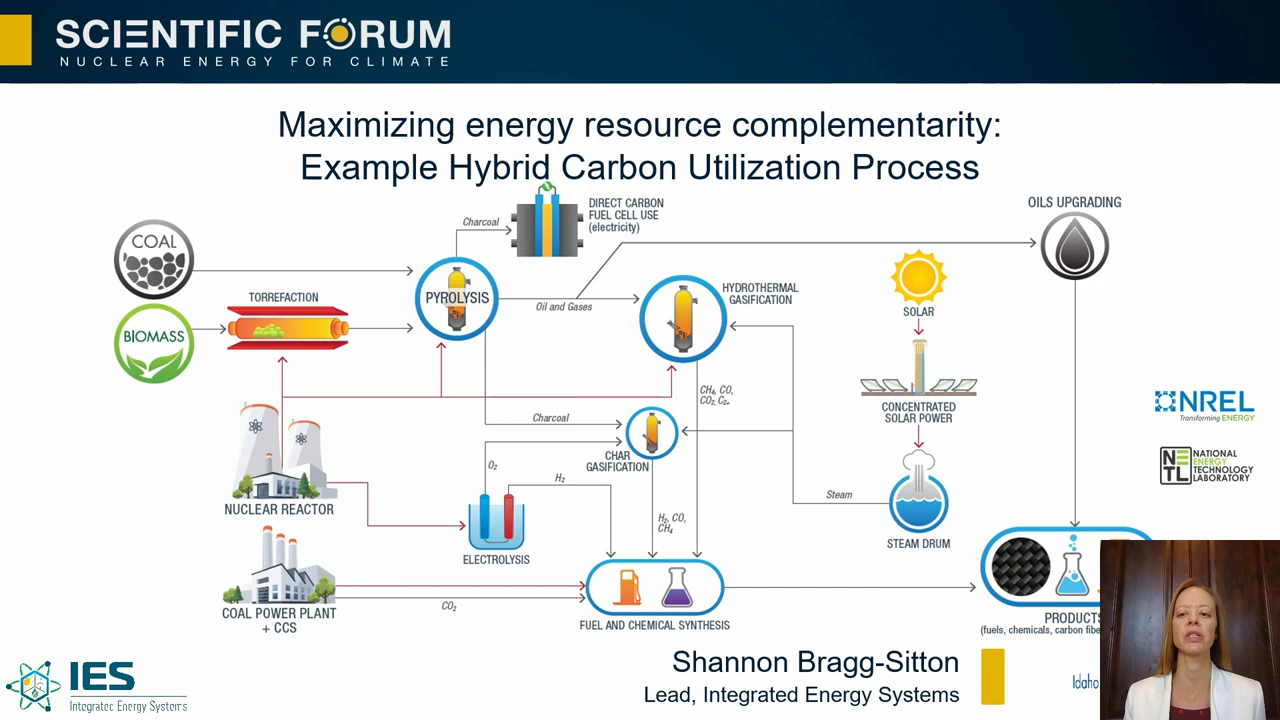 SCIENTIFIC FORUM
NUCLEAR ENERGY FOR CLIMATE
Maximizing energy resource complementarity:
Example Hybrid Carbon Utilization Process
COAL
BIOMASS
TORREFACTION
PYROLYSIS
Charcoal
DIRECT CARBON
FUEL CELL USE
(electricity)
Oil and Gases
HYDROTHERMAL
GASIFICATION
OILS UPGRADING
SOLAR
CONCENTRATED
SOLAR POWER
CH₄, CO,
CO₂, C₂₊
Charcoal
CHAR
GASIFICATION
O₂
H₂
H₂, CO,
CH₄
Steam
STEAM DRUM
NUCLEAR REACTOR
ELECTROLYSIS
COAL POWER PLANT
+ CCS
CO₂
FUEL AND CHEMICAL SYNTHESIS
PRODUCTS
(fuels, chemicals, carbon
NREL
Transforming ENERGY
NETL
NATIONAL
ENERGY
TECHNOLOGY
LABORATORY
IES
Integrated Energy Systems
Shannon Bragg-Sitton
Lead, Integrated Energy Systems
Idaho